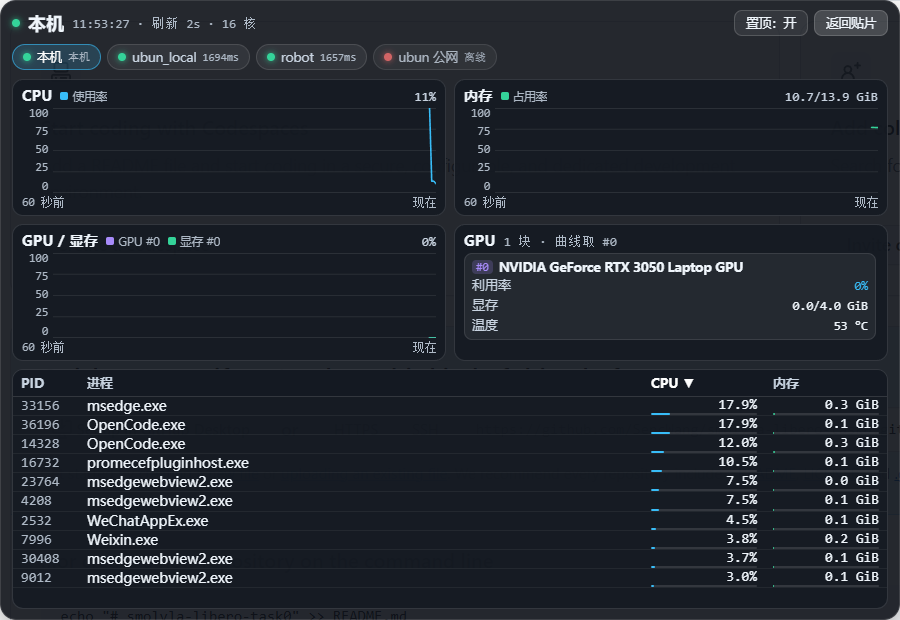 本机 11:53:27 · 刷新 2s · 16 核 置顶: 开 返回贴片
本机 本机 ubun_local 1694ms robot 1657ms ubun 公网 离线
CPU 使用率 11%
100
75
50
25
0
60 秒前 现在
内存 占用率 10.7/13.9 GiB
100
75
50
25
0
60 秒前 现在
GPU / 显存 GPU #0 显存 #0 0%
100
75
50
25
0
60 秒前 现在
GPU 1 块 · 曲线取 #0
#0 NVIDIA GeForce RTX 3050 Laptop GPU
利用率 0%
显存 0.0/4.0 GiB
温度 53 °C
PID 进程 CPU ▼ 内存
33156 msedge.exe 17.9% 0.3 GiB
36196 OpenCode.exe 17.9% 0.1 GiB
14328 OpenCode.exe 12.0% 0.3 GiB
16732 promecefpluginhost.exe 10.5% 0.1 GiB
23764 msedgewebview2.exe 7.5% 0.0 GiB
4208 msedgewebview2.exe 7.5% 0.1 GiB
2532 WeChatAppEx.exe 4.5% 0.1 GiB
7996 Weixin.exe 3.8% 0.2 GiB
30408 msedgewebview2.exe 3.7% 0.1 GiB
9012 msedgewebview2.exe 3.0% 0.1 GiB
echo "# smolvla-libero-task0" >> README.md